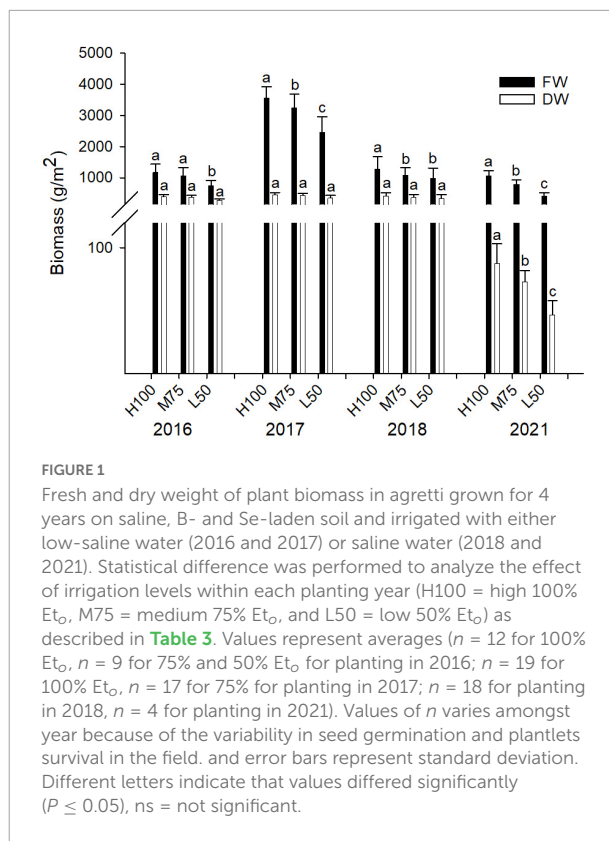 5000
4000
3000
2000
1000
100
Biomass (g/m²)
FW
DW
a a a a b a
a a b a c a
a a b a b a
a a b b c c
H100 M75 L50 H100 M75 L50 H100 M75 L50 H100 M75 L50
2016 2017 2018 2021
FIGURE 1
Fresh and dry weight of plant biomass in agretti grown for 4
years on saline, B- and Se-laden soil and irrigated with either
low-saline water (2016 and 2017) or saline water (2018 and
2021). Statistical difference was performed to analyze the effect
of irrigation levels within each planting year (H100 = high 100%
Etₒ, M75 = medium 75% Etₒ, and L50 = low 50% Etₒ) as
described in Table 3. Values represent averages (n = 12 for 100%
Etₒ, n = 9 for 75% and 50% Etₒ for planting in 2016; n = 19 for
100% Etₒ, n = 17 for 75% for planting in 2017; n = 18 for planting
in 2018, n = 4 for planting in 2021). Values of n varies amongst
year because of the variability in seed germination and plantlets
survival in the field. and error bars represent standard deviation.
Different letters indicate that values differed significantly
(P ≤ 0.05), ns = not significant.